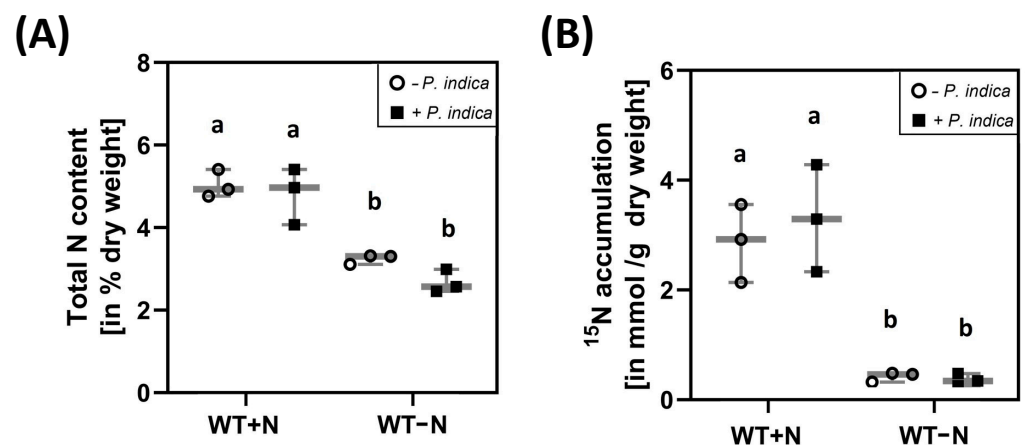 (A)
Total N content
[in % dry weight]
8
6
4
2
0
– P. indica
+ P. indica
a
a
b
b
WT+N
WT–N
(B)
15N accumulation
[in mmol /g dry weight]
6
4
2
0
– P. indica
+ P. indica
a
a
b
b
WT+N
WT–N